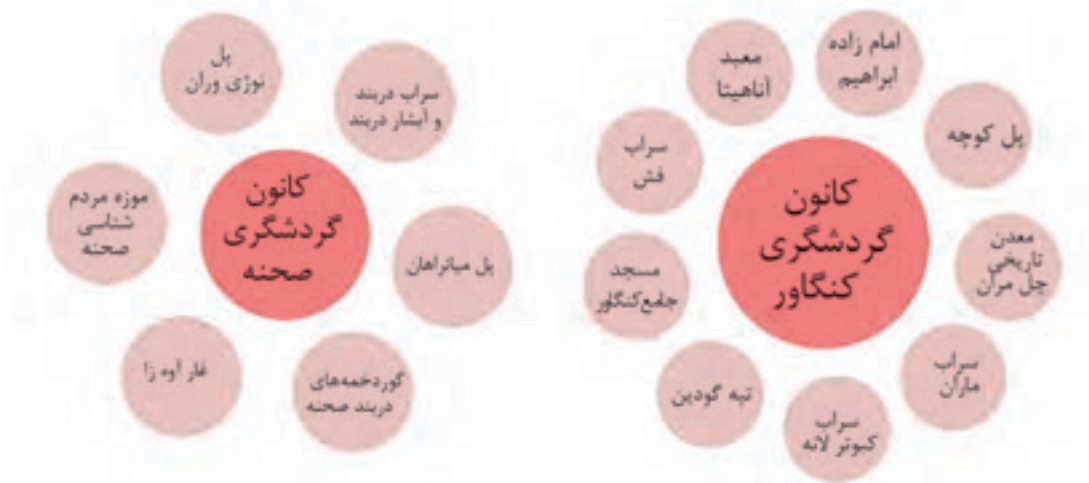 کانون
گردشگری
کنگاور
امام زاده
ابراهیم
پل کوچه
معدن
تاریخی
چل مران
سراب
ماران
سراب
کبوتر لانه
تپه گودین
مسجد
جامع کنگاور
سراب
فش
معبد
آناهیتا
کانون
گردشگری
صحنه
سراب دربند
و آبشار دربند
پل میانراهان
گوردخمه‌های
دربند صحنه
غار آوه زا
موزه مردم
شناسی
صحنه
پل
نوژی وران